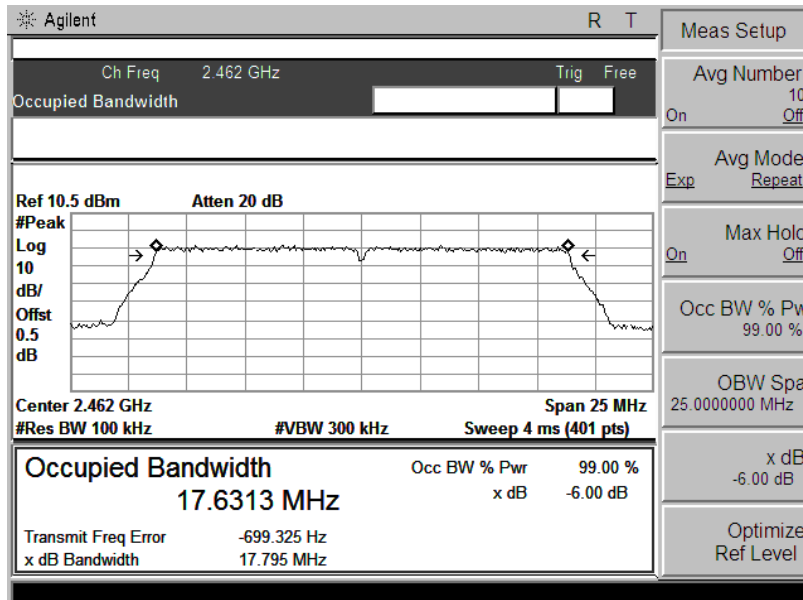 Agilent R T
Meas Setup
Ch Freq 2.462 GHz Trig Free
Occupied Bandwidth
Avg Number
10
On Off
Avg Mode
Exp Repeat
Ref 10.5 dBm Atten 20 dB
#Peak
Log
10
dB/
Offst
0.5
dB
Max Hold
On Off
Occ BW % Pw
99.00 %
OBW Spa
25.0000000 MHz
Center 2.462 GHz Span 25 MHz
#Res BW 100 kHz #VBW 300 kHz Sweep 4 ms (401 pts)
Occupied Bandwidth Occ BW % Pwr 99.00 %
17.6313 MHz x dB -6.00 dB
Transmit Freq Error -699.325 Hz
x dB Bandwidth 17.795 MHz
x dB
-6.00 dB
Optimize
Ref Level